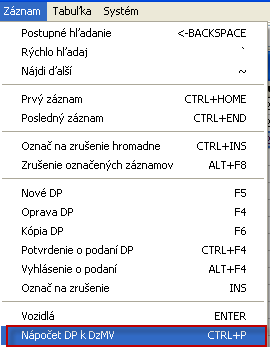 Záznam Tabuľka Systém
Postupné hľadanie <-BACKSPACE
Rýchlo hľadaj `
Nájdi ďalší ~
Prvý záznam CTRL+HOME
Posledný záznam CTRL+END
Označ na zrušenie hromadne CTRL+INS
Zrušenie označených záznamov ALT+F8
Nové DP F5
Oprava DP F4
Kópia DP F6
Potvrdenie o podaní DP CTRL+F4
Vyhlásenie o podaní ALT+F4
Označ na zrušenie INS
Vozidlá ENTER
Nápočet DP k DzMV CTRL+P